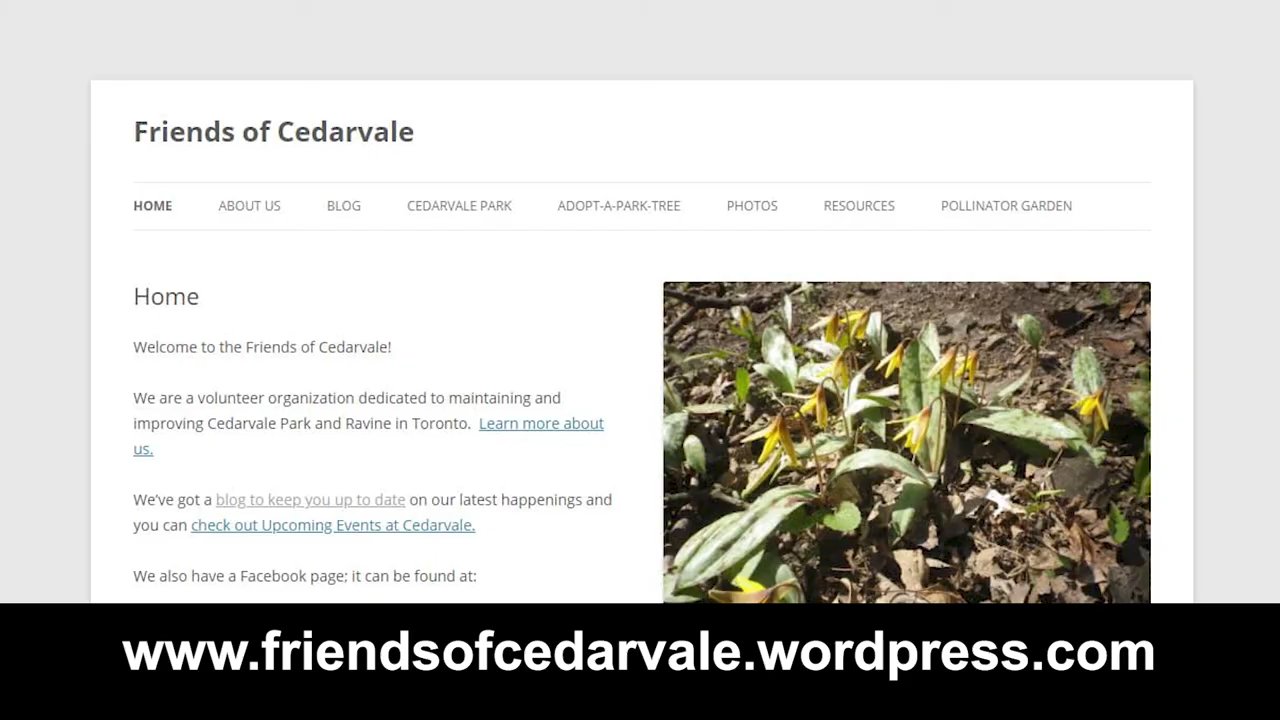 Friends of Cedarvale
HOME ABOUT US BLOG CEDARVALE PARK ADOPT-A-PARK-TREE PHOTOS RESOURCES POLLINATOR GARDEN
Home
Welcome to the Friends of Cedarvale!
We are a volunteer organization dedicated to maintaining and
improving Cedarvale Park and Ravine in Toronto. Learn more about
us.
We've got a blog to keep you up to date on our latest happenings and
you can check out Upcoming Events at Cedarvale.
We also have a Facebook page; it can be found at:
www.friendsofcedarvale.wordpress.com